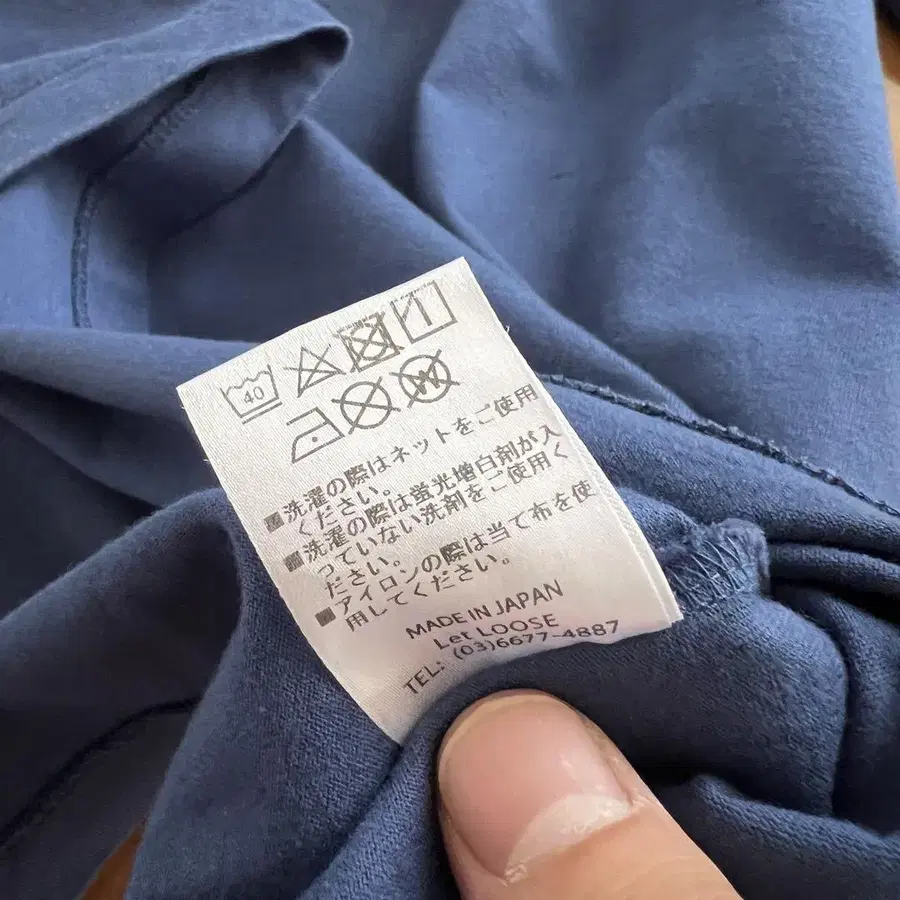 40
W
■洗濯の際はネットをご使用
ください。
■洗濯の際は蛍光増白剤が入
っていない洗剤をご使用く
ださい。
■アイロンの際は当て布を使
用してください。
MADE IN JAPAN
Let LOOSE
TEL: (03)6677-4887